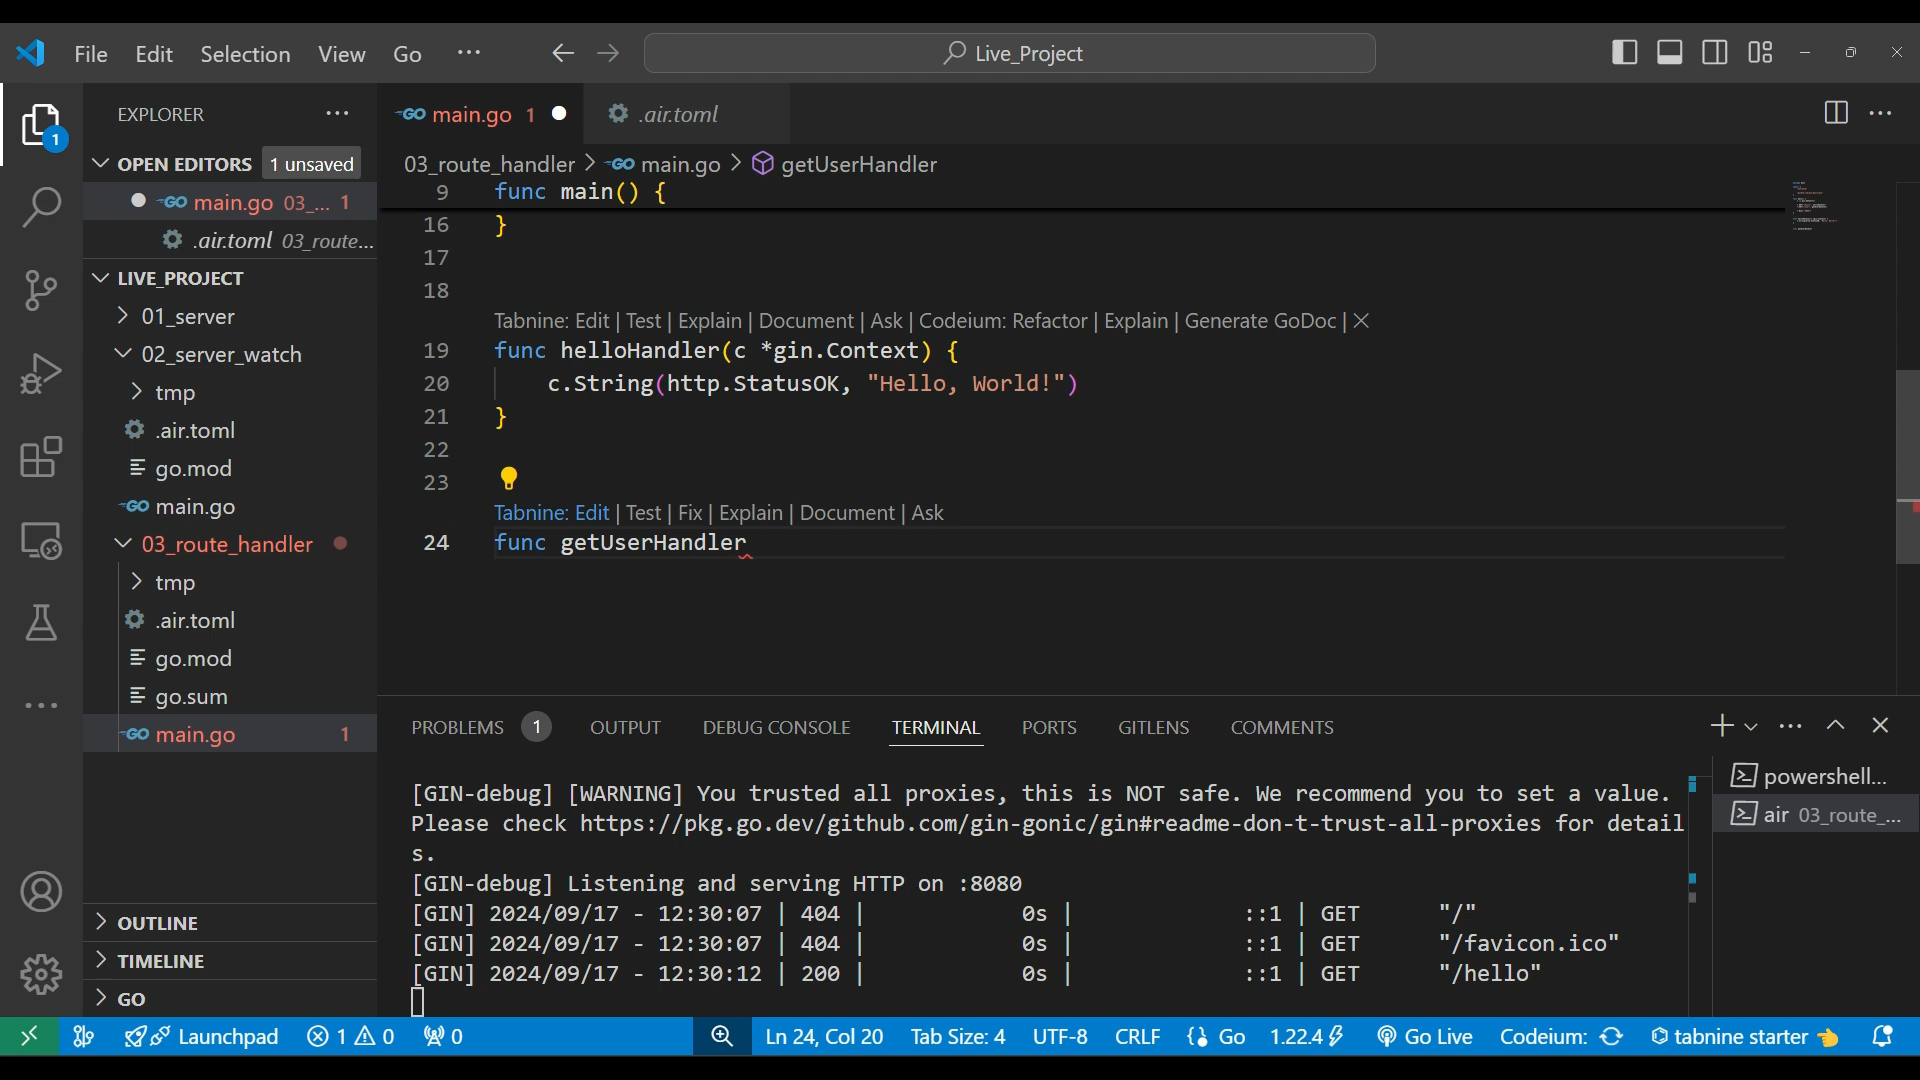 File Edit Selection View Go ··· Live_Project
EXPLORER
OPEN EDITORS 1 unsaved
main.go 03_... 1
.air.toml 03_route...
LIVE_PROJECT
01_server
02_server_watch
tmp
.air.toml
go.mod
main.go
03_route_handler
tmp
.air.toml
go.mod
go.sum
main.go 1
OUTLINE
TIMELINE
GO
1
main.go 1 .air.toml
03_route_handler > main.go > getUserHandler
9 func main() {
16 }
17
18
Tabnine: Edit | Test | Explain | Document | Ask | Codeium: Refactor | Explain | Generate GoDoc | X
19 func helloHandler(c *gin.Context) {
20 c.String(http.StatusOK, "Hello, World!")
21 }
22
23
Tabnine: Edit | Test | Fix | Explain | Document | Ask
24 func getUserHandler
PROBLEMS 1 OUTPUT DEBUG CONSOLE TERMINAL PORTS GITLENS COMMENTS
[GIN-debug] [WARNING] You trusted all proxies, this is NOT safe. We recommend you to set a value.
Please check https://pkg.go.dev/github.com/gin-gonic/gin#readme-don-t-trust-all-proxies for detail
s.
[GIN-debug] Listening and serving HTTP on :8080
[GIN] 2024/09/17 - 12:30:07 | 404 | 0s | ::1 | GET "/"
[GIN] 2024/09/17 - 12:30:07 | 404 | 0s | ::1 | GET "/favicon.ico"
[GIN] 2024/09/17 - 12:30:12 | 200 | 0s | ::1 | GET "/hello"
powershell...
air 03_route_...
Launchpad 1 0 0 Ln 24, Col 20 Tab Size: 4 UTF-8 CRLF Go 1.22.4 Go Live Codeium: tabnine starter